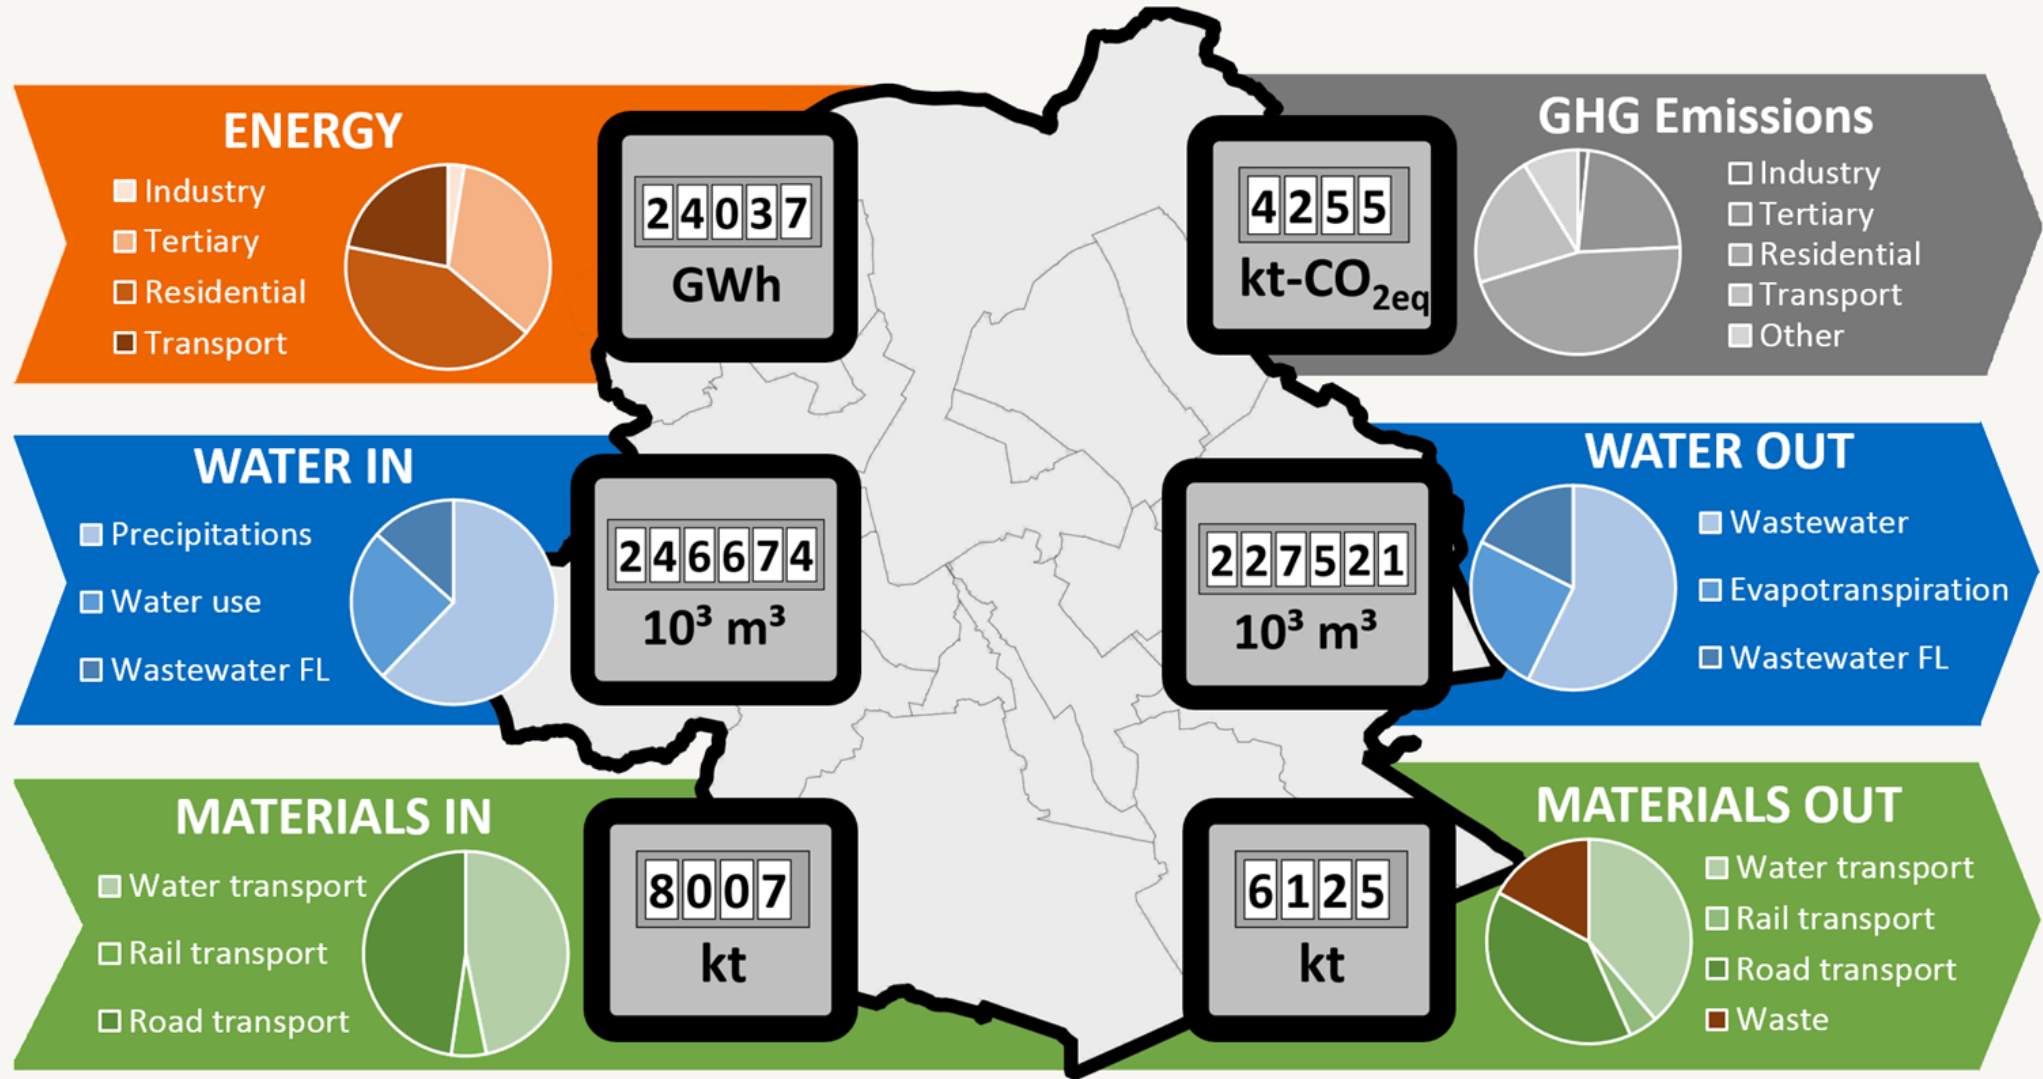 ENERGY
Industry
Tertiary
Residential
Transport
24037
GWh
GHG Emissions
Industry
Tertiary
Residential
Transport
Other
4255
kt-CO2eq
WATER IN
Precipitations
Water use
Wastewater FL
246674
10³ m³
WATER OUT
Wastewater
Evapotranspiration
Wastewater FL
227521
10³ m³
MATERIALS IN
Water transport
Rail transport
Road transport
8007
kt
MATERIALS OUT
Water transport
Rail transport
Road transport
Waste
6125
kt